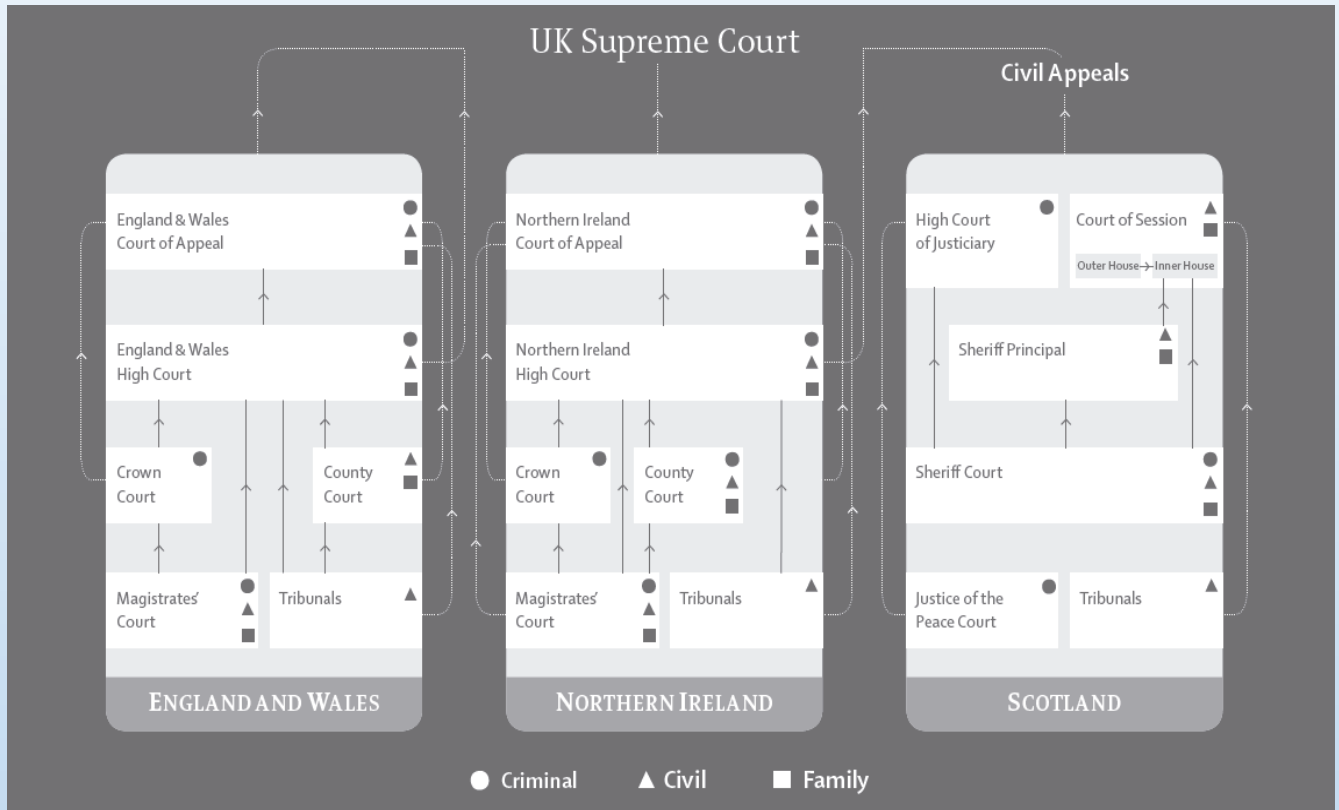 UK Supreme Court
Civil Appeals
England & Wales
Court of Appeal
England & Wales
High Court
Crown
Court
County
Court
Magistrates'
Court
Tribunals
ENGLAND AND WALES
Northern Ireland
Court of Appeal
Northern Ireland
High Court
Crown
Court
County
Court
Magistrates'
Court
Tribunals
NORTHERN IRELAND
High Court
of Justiciary
Court of Session
Outer House
Inner House
Sheriff Principal
Sheriff Court
Justice of the
Peace Court
Tribunals
SCOTLAND
Criminal
Civil
Family